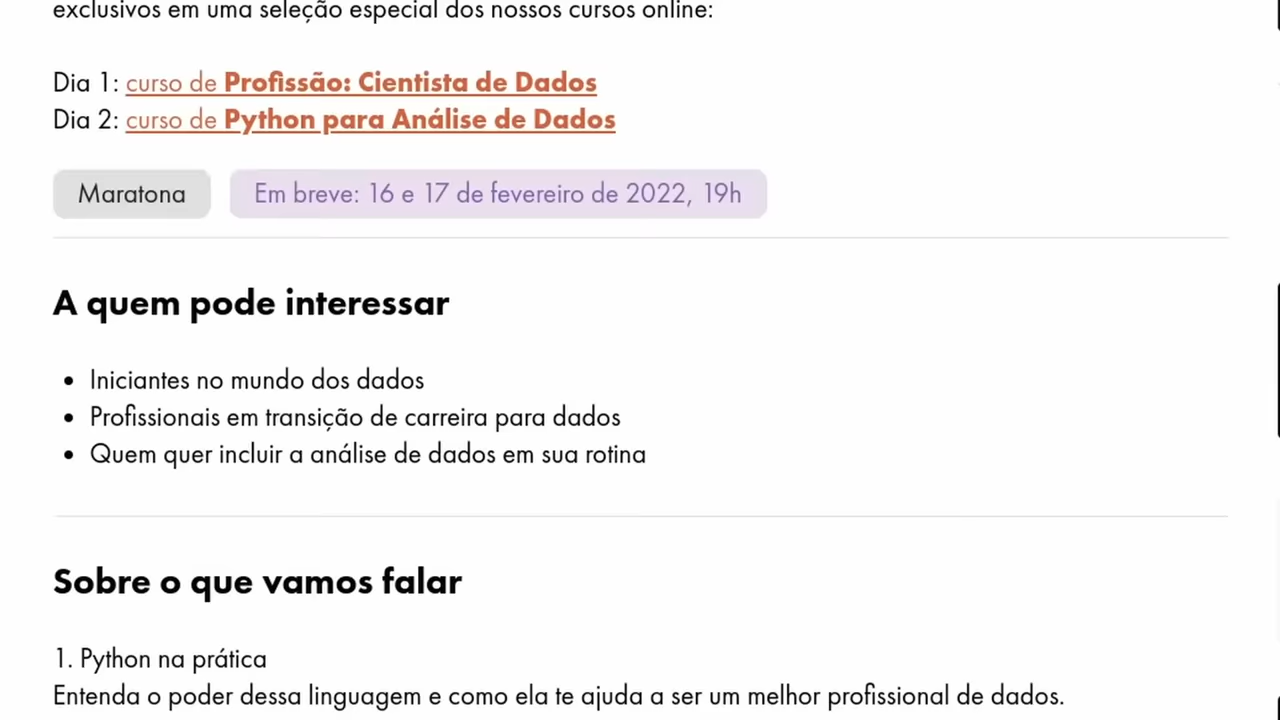 exclusivos em uma seleção especial dos nossos cursos online:
Dia 1: curso de Profissão: Cientista de Dados
Dia 2: curso de Python para Análise de Dados
Maratona
Em breve: 16 e 17 de fevereiro de 2022, 19h
A quem pode interessar
• Iniciantes no mundo dos dados
• Profissionais em transição de carreira para dados
• Quem quer incluir a análise de dados em sua rotina
Sobre o que vamos falar
1. Python na prática
Entenda o poder dessa linguagem e como ela te ajuda a ser um melhor profissional de dados.